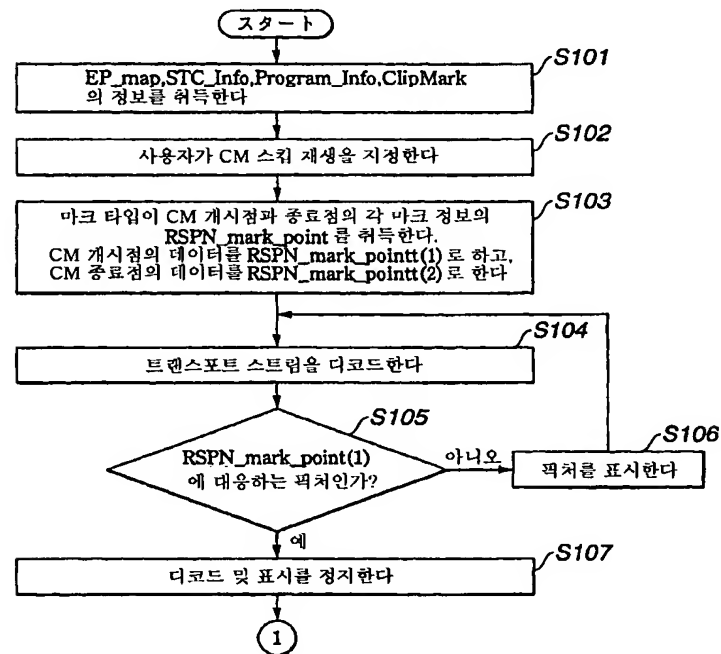 スタート
S101
EP_map,STC_Info,Program_Info,ClipMark
의 정보를 취득한다
S102
사용자가 CM 스킵 재생을 지정한다
S103
마크 타입이 CM 개시점과 종료점의 각 마크 정보의
RSPN_mark_point 를 취득한다.
CM 개시점의 데이터를 RSPN_mark_pointt(1) 로 하고,
CM 종료점의 데이터를 RSPN_mark_pointt(2) 로 한다
S104
트랜스포트 스트림을 디코드한다
S105
RSPN_mark_point(1)
에 대응하는 픽처인가?
아니오
S106
픽처를 표시한다
예
S107
디코드 및 표시를 정지한다
1